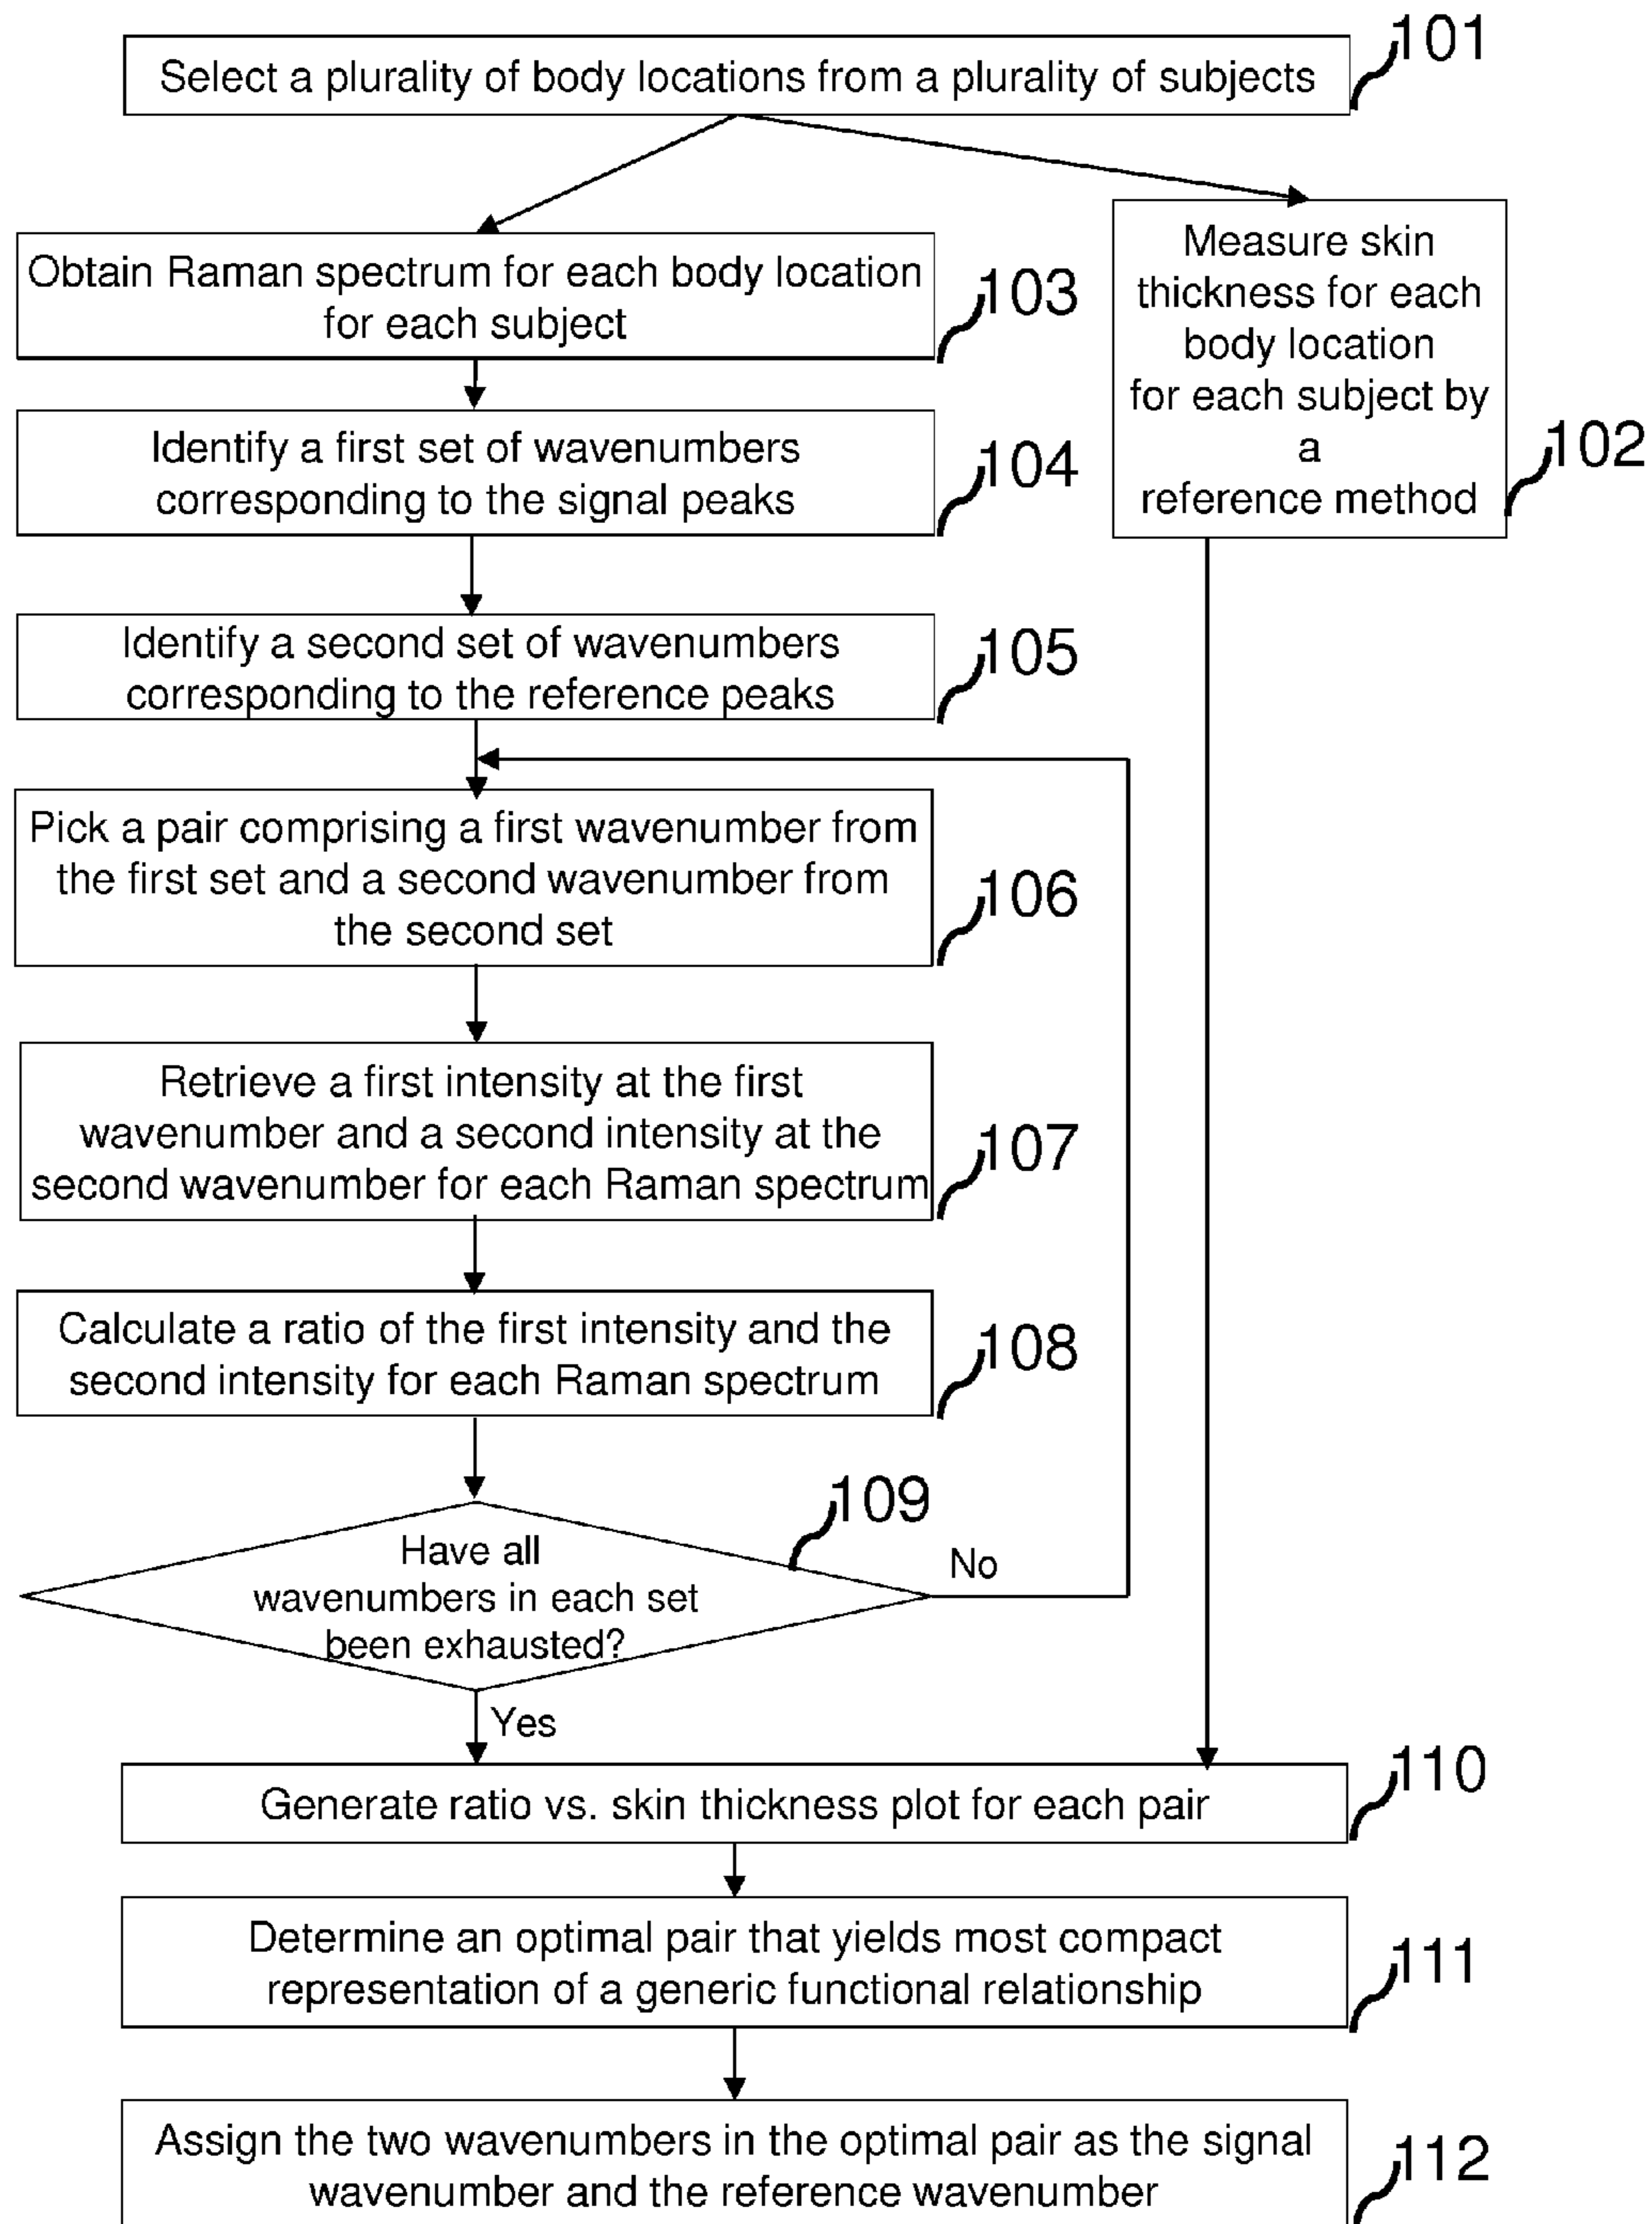 101
Select a plurality of body locations from a plurality of subjects
Obtain Raman spectrum for each body location
for each subject
103
Measure skin
thickness for each
body location
for each subject by
a
reference method
102
Identify a first set of wavenumbers
corresponding to the signal peaks
104
Identify a second set of wavenumbers
corresponding to the reference peaks
105
Pick a pair comprising a first wavenumber from
the first set and a second wavenumber from
the second set
106
Retrieve a first intensity at the first
wavenumber and a second intensity at the
second wavenumber for each Raman spectrum
107
Calculate a ratio of the first intensity and the
second intensity for each Raman spectrum
108
Have all
wavenumbers in each set
been exhausted?
109
No
Yes
Generate ratio vs. skin thickness plot for each pair
110
Determine an optimal pair that yields most compact
representation of a generic functional relationship
111
Assign the two wavenumbers in the optimal pair as the signal
wavenumber and the reference wavenumber
112